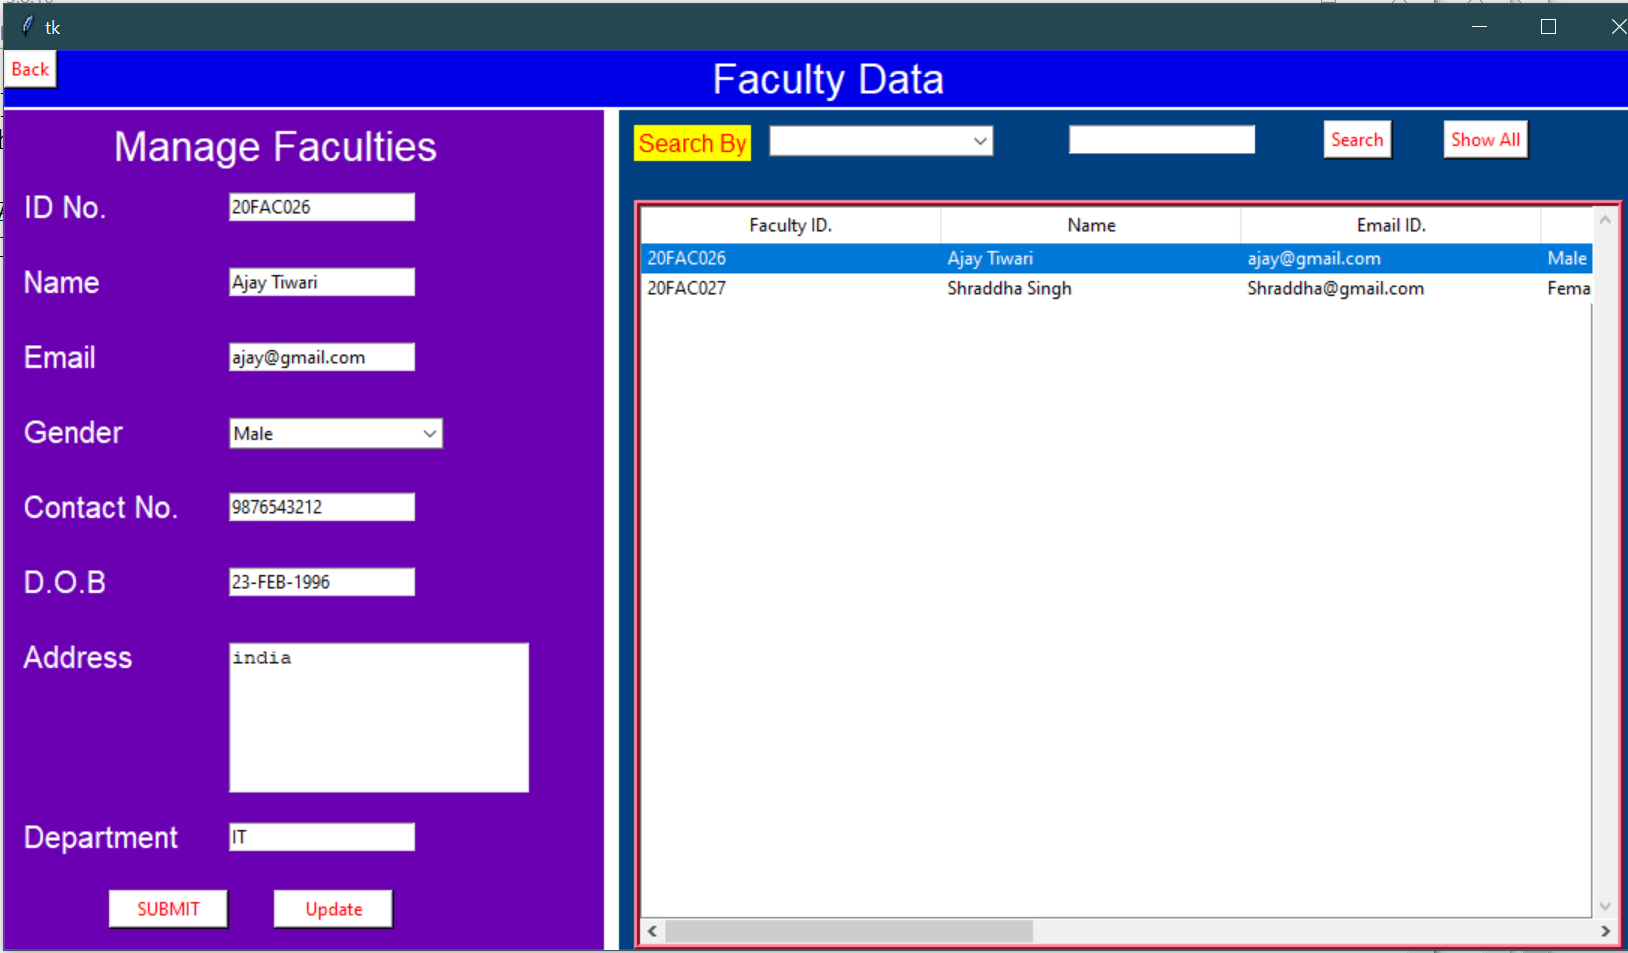 tk
Back
Faculty Data
Manage Faculties
ID No. 20FAC026
Name Ajay Tiwari
Email ajay@gmail.com
Gender Male
Contact No. 9876543212
D.O.B 23-FEB-1996
Address india
Department IT
SUBMIT Update
Search By Search Show All
Faculty ID. Name Email ID.
20FAC026 Ajay Tiwari ajay@gmail.com Male
20FAC027 Shraddha Singh Shraddha@gmail.com Fema